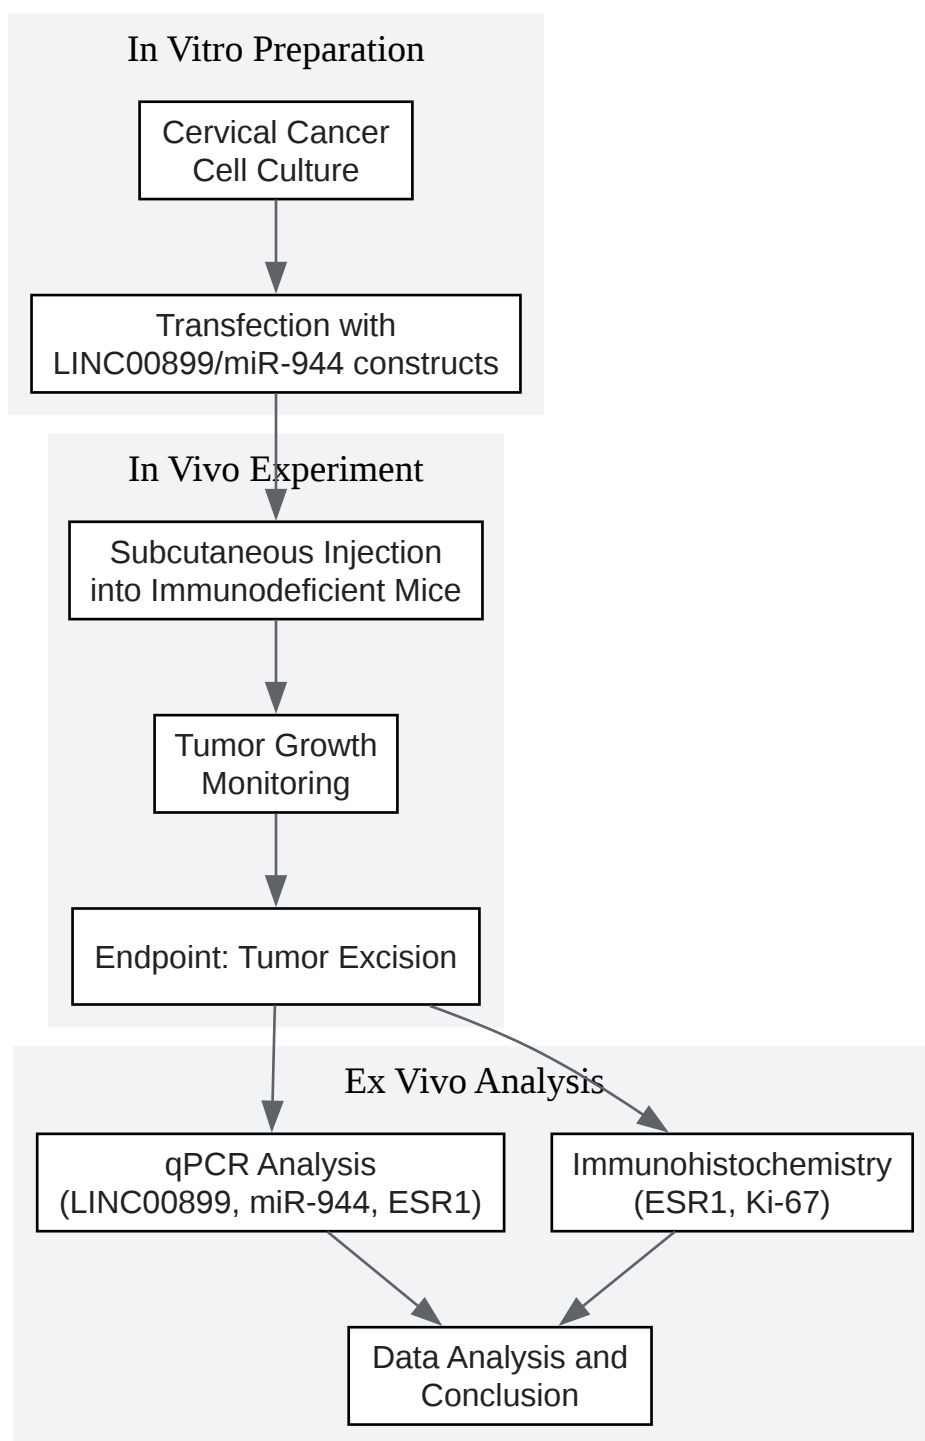 In Vitro Preparation
Cervical Cancer
Cell Culture
Transfection with
LINC00899/miR-944 constructs
In Vivo Experiment
Subcutaneous Injection
into Immunodeficient Mice
Tumor Growth
Monitoring
Endpoint: Tumor Excision
Ex Vivo Analysis
qPCR Analysis
(LINC00899, miR-944, ESR1)
Immunohistochemistry
(ESR1, Ki-67)
Data Analysis and
Conclusion